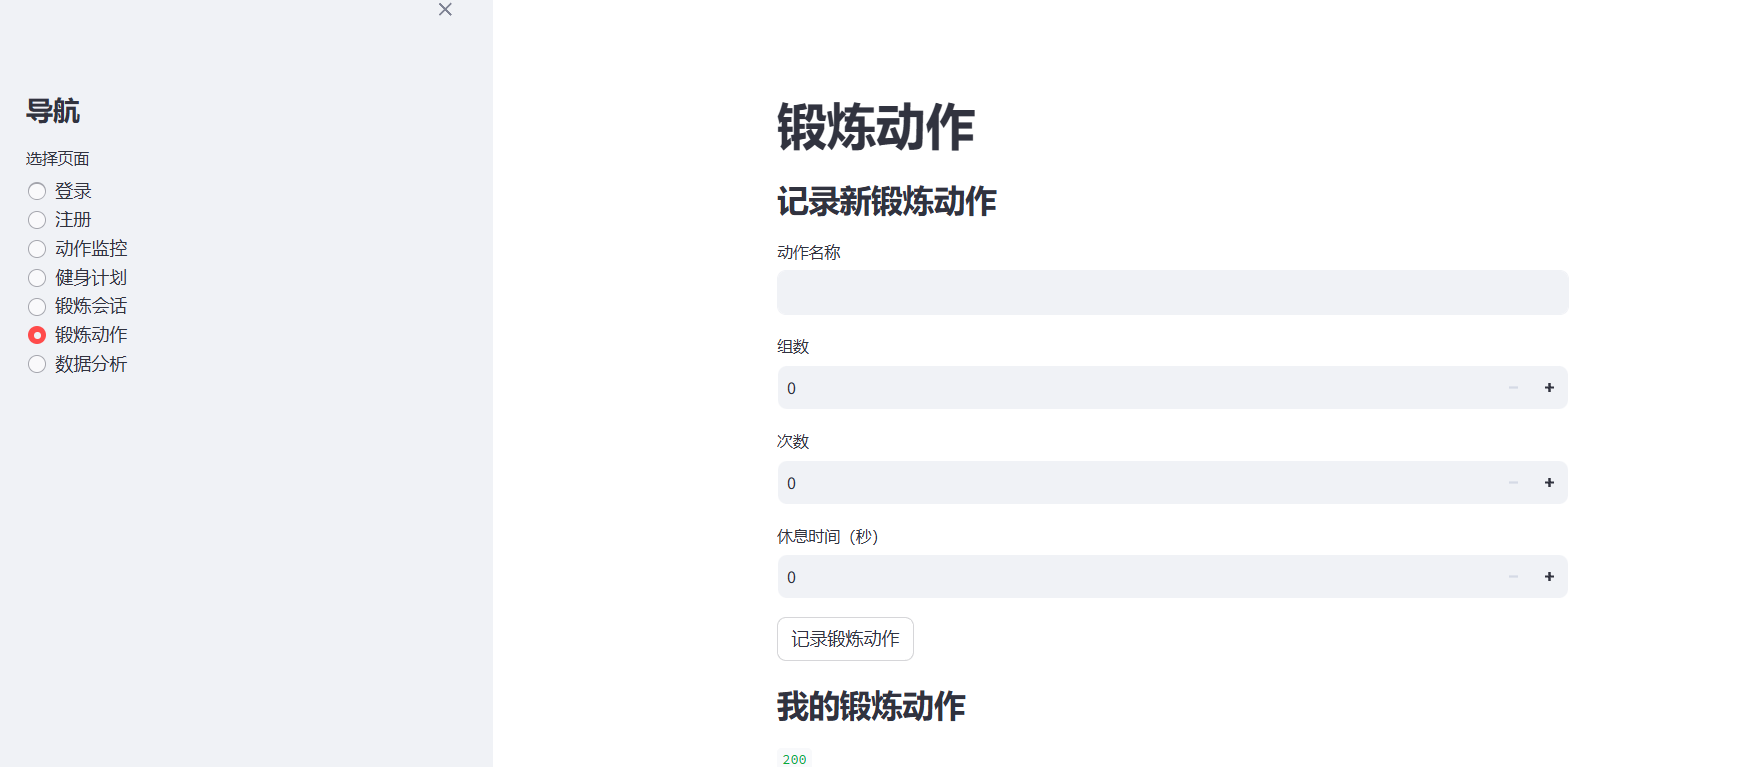 导航
选择页面
登录
注册
动作监控
健身计划
锻炼会话
锻炼动作
数据分析
锻炼动作
记录新锻炼动作
动作名称
组数
0
次数
0
休息时间（秒）
0
记录锻炼动作
我的锻炼动作
200